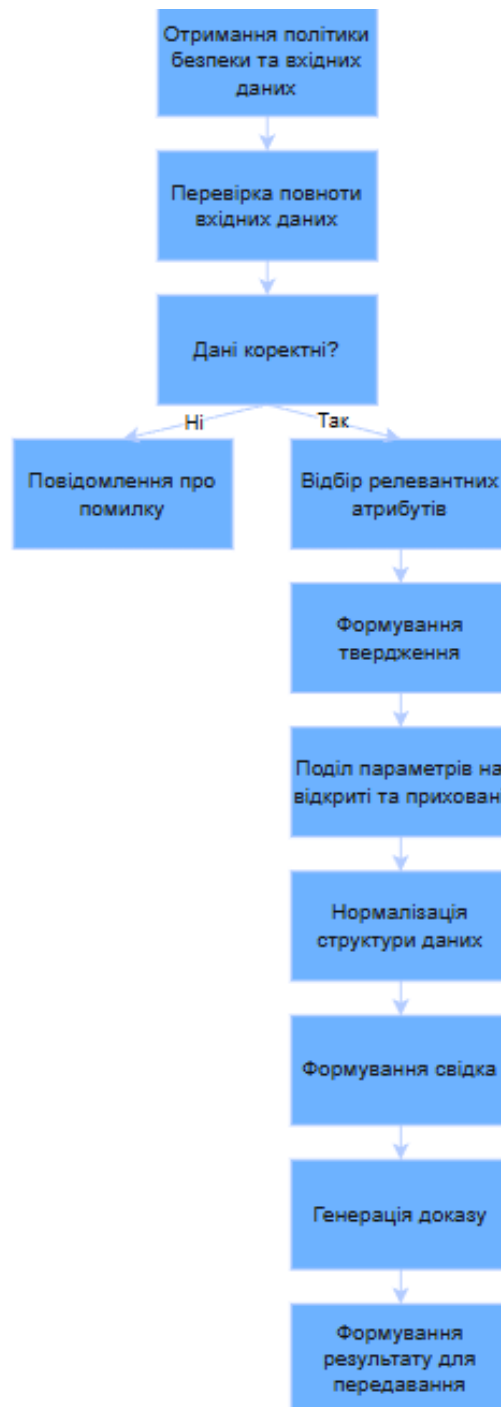 Отримання політики
безпеки та вхідних
даних
Перевірка повноти
вхідних даних
Дані коректні?
Ні
Так
Повідомлення про
помилку
Відбір релевантних
атрибутів
Формування
твердження
Поділ параметрів на
відкриті та приховані
Нормалізація
структури даних
Формування свідка
Генерація доказу
Формування
результату для
передавання